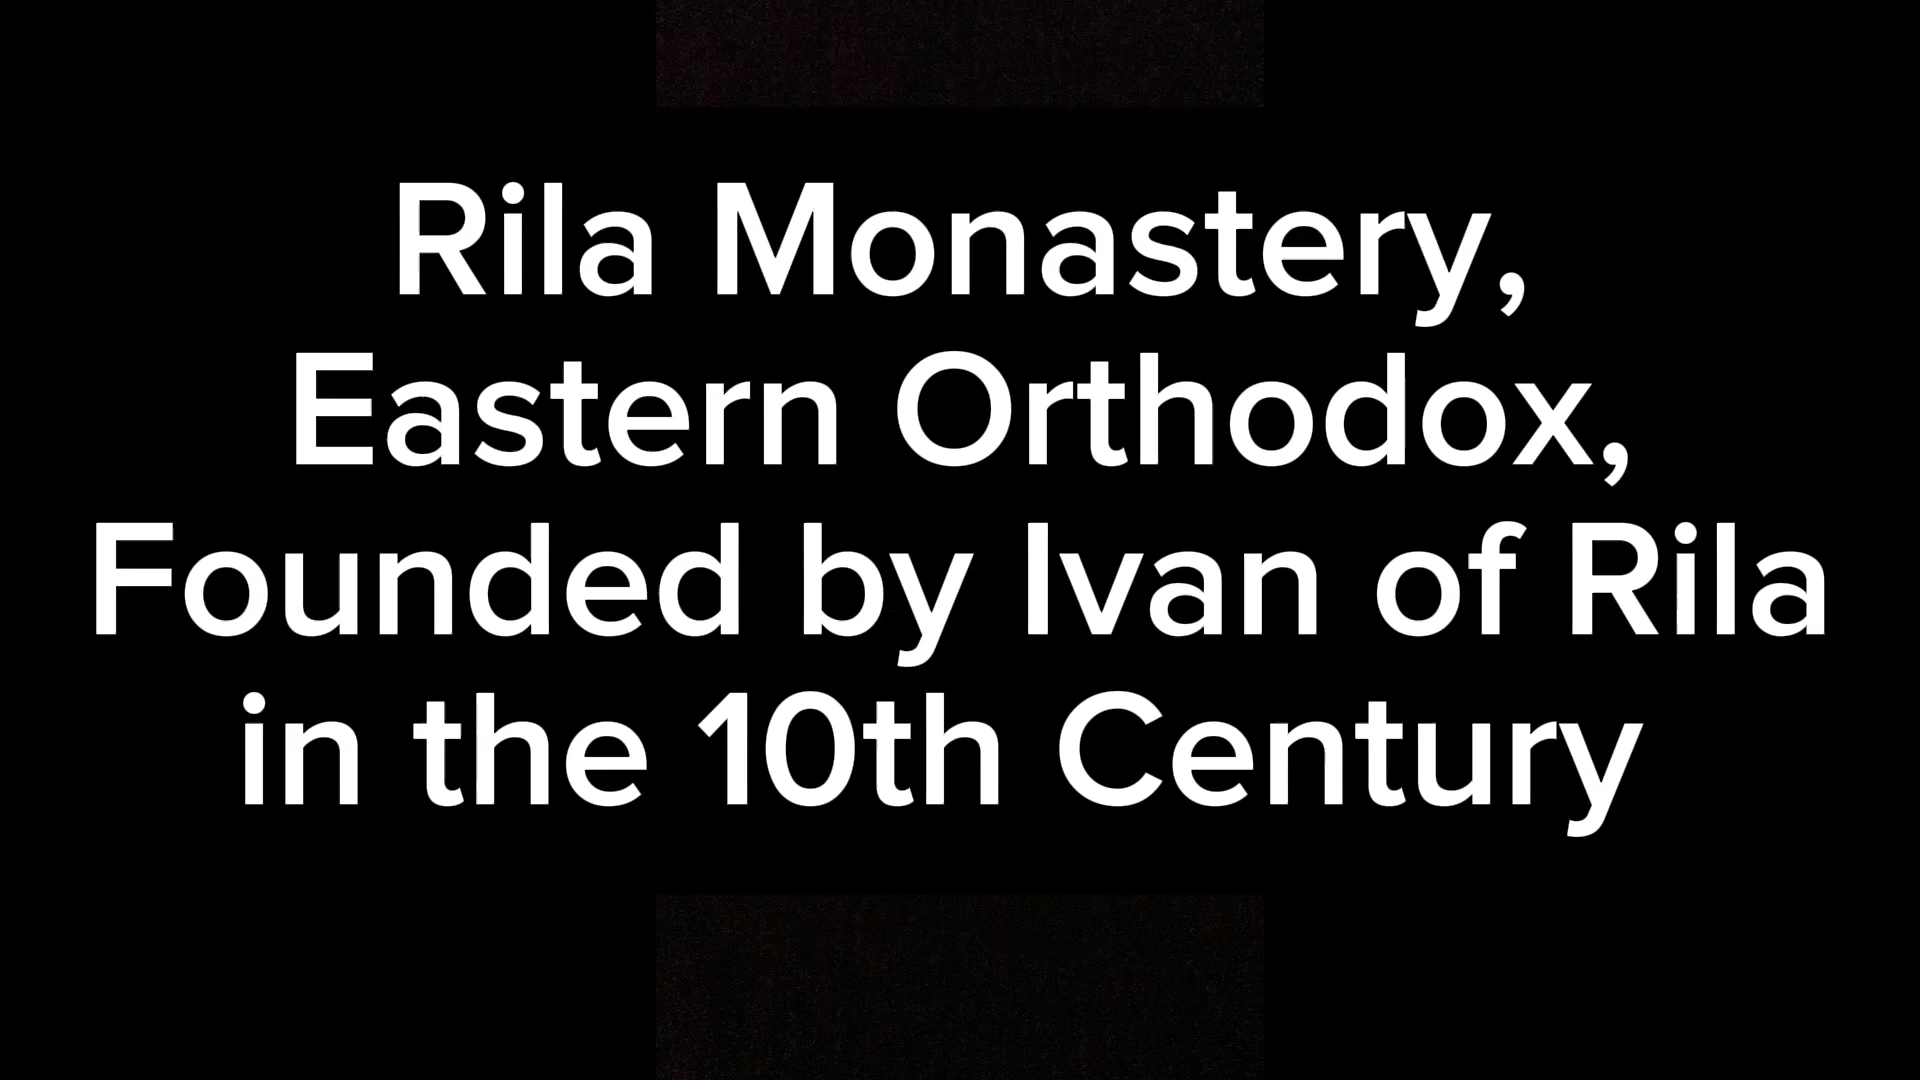 Rila Monastery,
Eastern Orthodox,
Founded by Ivan of Rila
in the 10th Century